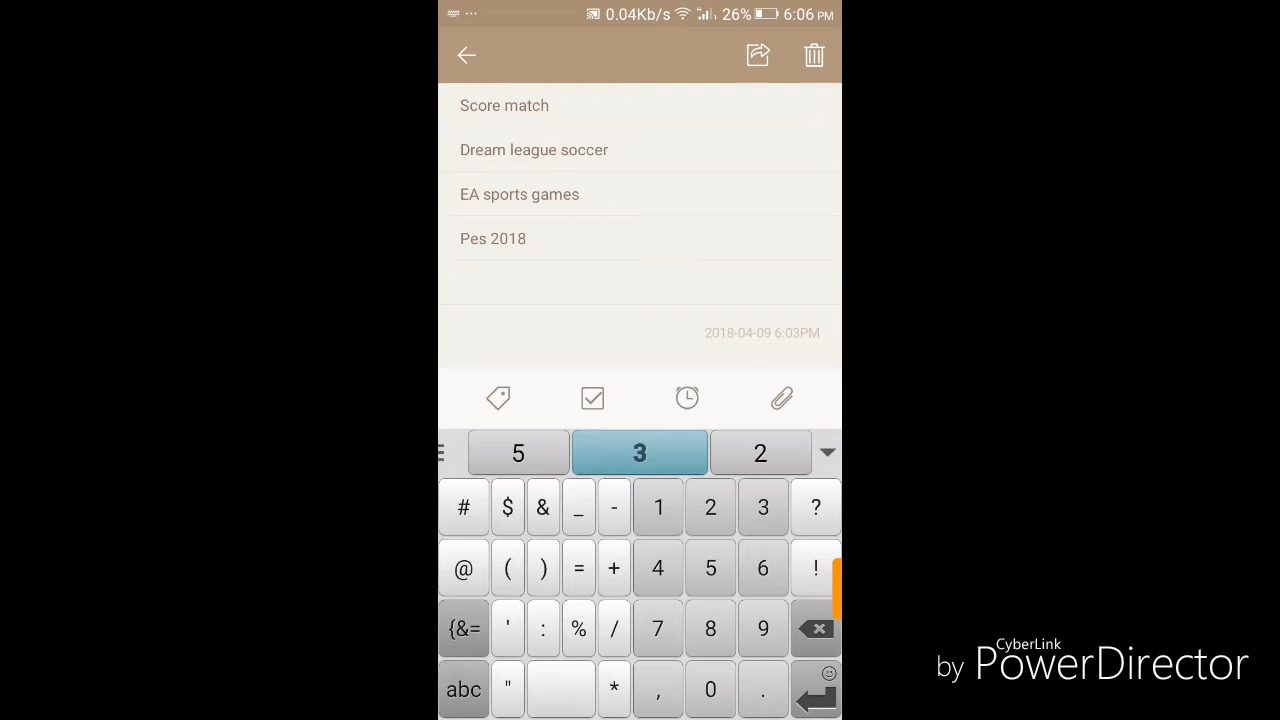 0.04Kb/s 26% 6:06 PM
Score match
Dream league soccer
EA sports games
Pes 2018
2018-04-09 6:03PM
5 3 2
# $ & _ - 1 2 3 ?
@ ( ) = + 4 5 6 !
{&= ' : % / 7 8 9
abc " * , 0 .
CyberLink
by PowerDirector